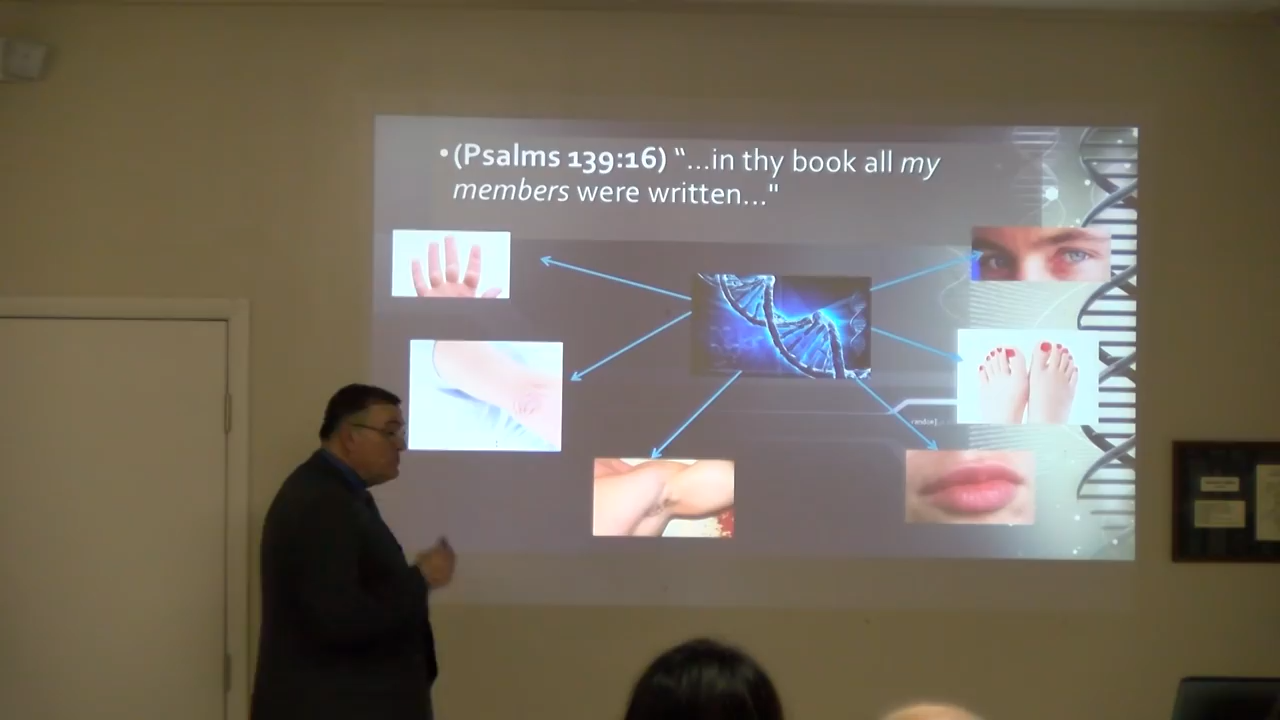 •(Psalms 139:16) “...in thy book all my
members were written..."